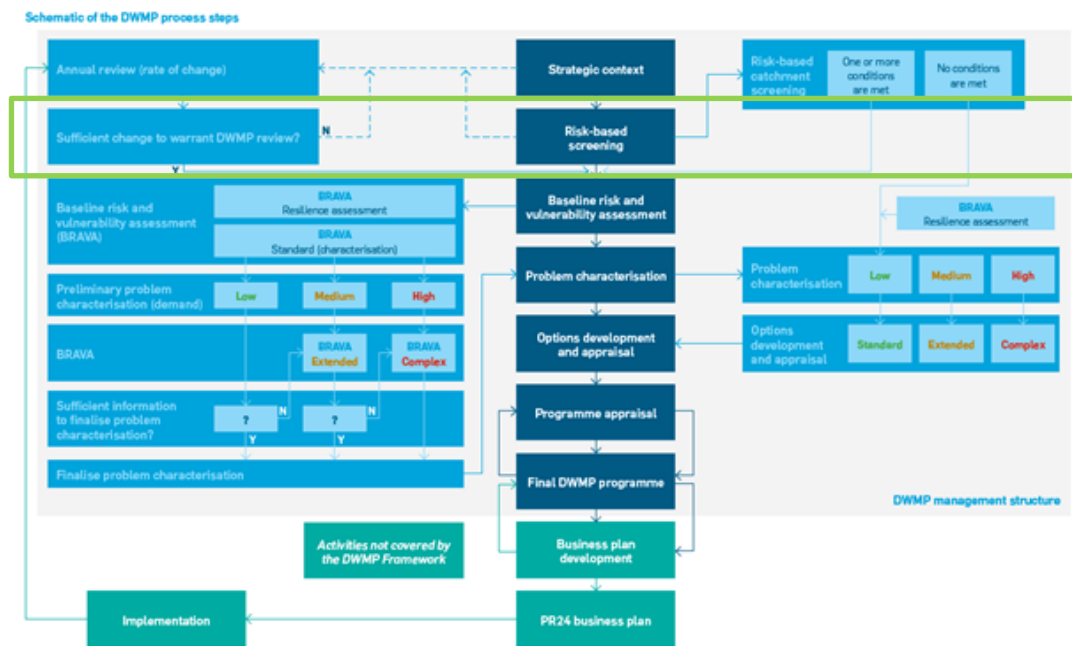 Schematic of the DWMP process steps
Annual review (rate of change)
Strategic context
Risk-based
catchment
screening
One or more
conditions
are met
No conditions
are met
Sufficient change to warrant DWMP review?
N
Y
Risk-based
screening
Baseline risk and
vulnerability assessment
(BRAVA)
BRAVA
Resilience assessment
BRAVA
Standard (characterisation)
Baseline risk and
vulnerability assessment
BRAVA
Resilience assessment
Preliminary problem
characterisation (demand)
Low
Medium
High
Problem characterisation
Problem
characterisation
Low
Medium
High
BRAVA
BRAVA
Extended
BRAVA
Complex
Options development
and appraisal
Options
development
and appraisal
Standard
Extended
Complex
Sufficient information
to finalise problem
characterisation?
?
N
?
N
Y
Y
Programme appraisal
Finalise problem characterisation
Final DWMP programme
DWMP management structure
Activities not covered by
the DWMP Framework
Business plan
development
Implementation
PR24 business plan